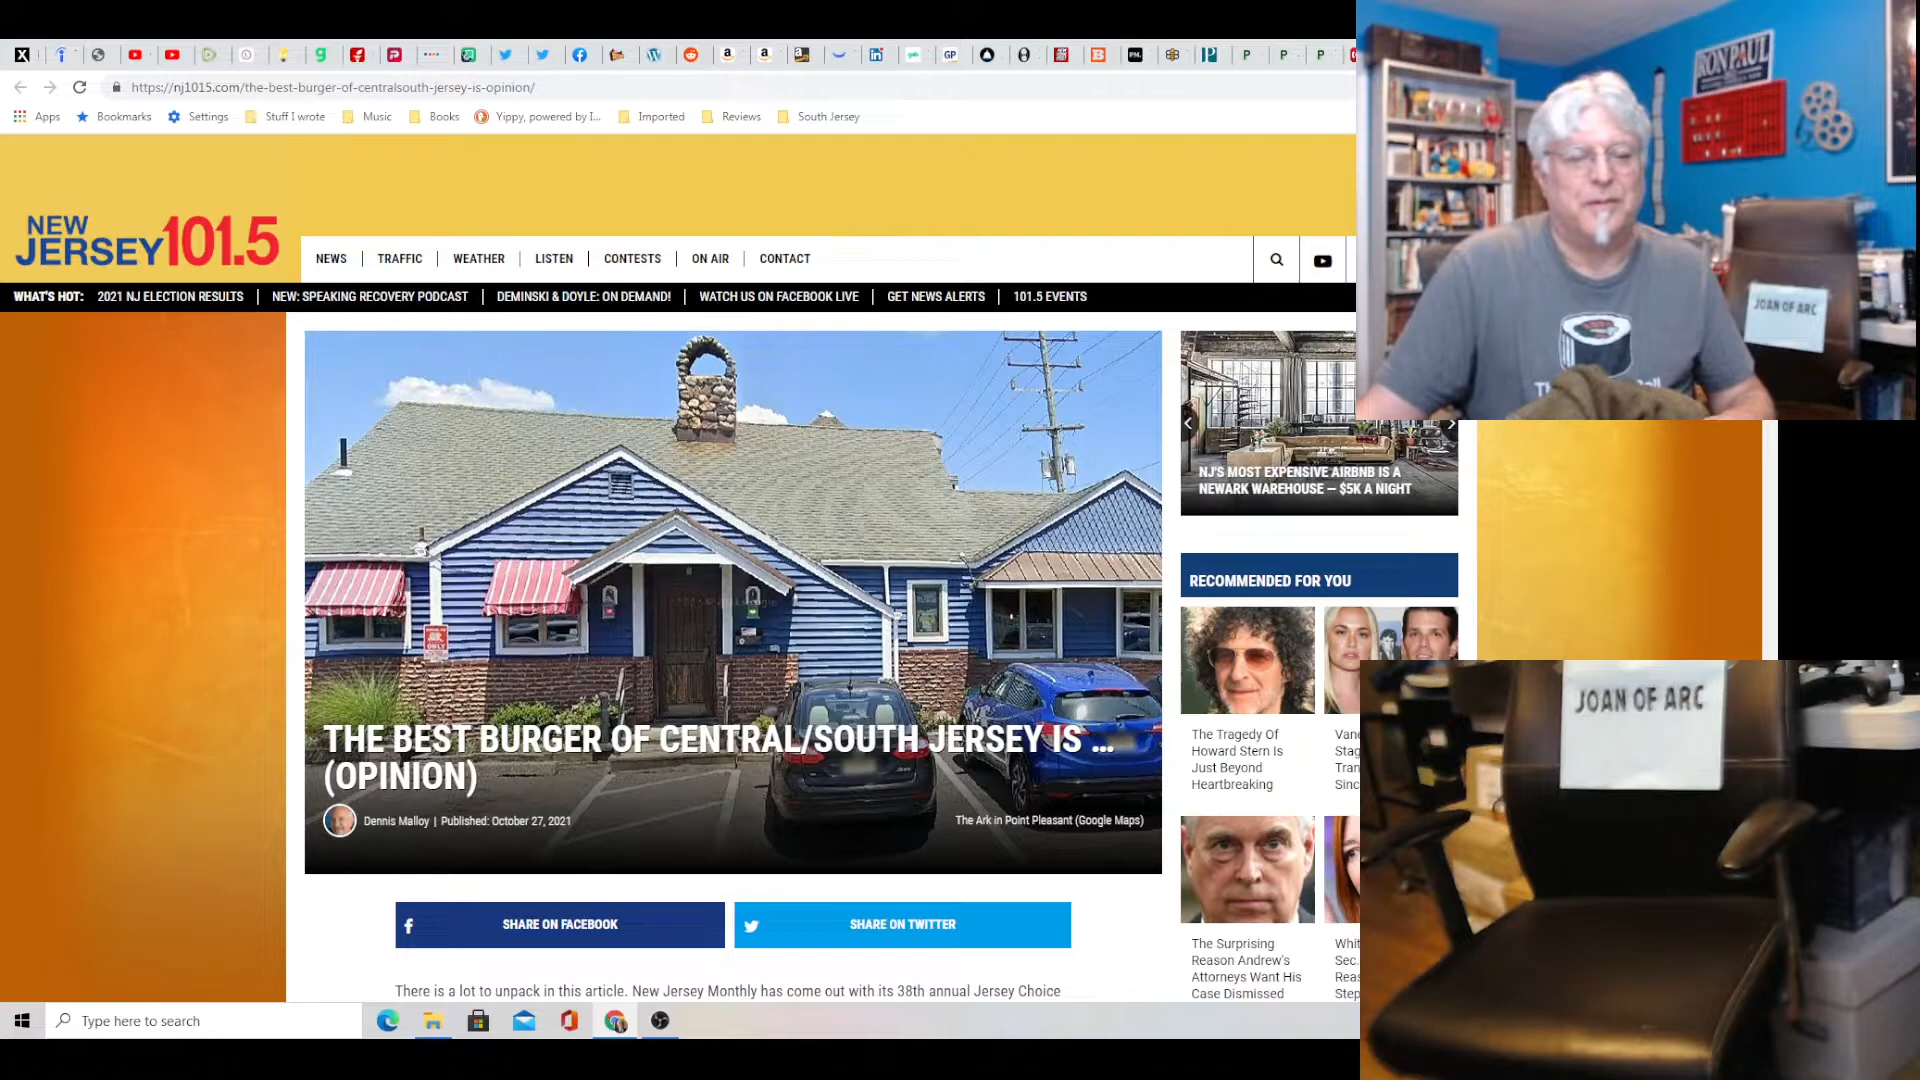 https://nj1015.com/the-best-burger-of-centralsouth-jersey-is-opinion/
Apps Bookmarks Settings Stuff I wrote Music Books Yippy, powered by I... Imported Reviews South Jersey
RON PAUL
JOAN OF ARC
NEW
JERSEY 101.5
NEWS TRAFFIC WEATHER LISTEN CONTESTS ON AIR CONTACT
WHAT'S HOT: 2021 NJ ELECTION RESULTS NEW: SPEAKING RECOVERY PODCAST DEMINSKI & DOYLE: ON DEMAND! WATCH US ON FACEBOOK LIVE GET NEWS ALERTS 101.5 EVENTS
THE BEST BURGER OF CENTRAL/SOUTH JERSEY IS ...
(OPINION)
Dennis Malloy | Published: October 27, 2021
The Ark in Point Pleasant (Google Maps)
SHARE ON FACEBOOK
SHARE ON TWITTER
There is a lot to unpack in this article. New Jersey Monthly has come out with its 38th annual Jersey Choice
NJ'S MOST EXPENSIVE AIRBNB IS A
NEWARK WAREHOUSE – $5K A NIGHT
RECOMMENDED FOR YOU
The Tragedy Of
Howard Stern Is
Just Beyond
Heartbreaking
Vane
Stag
Tran
Sinc
The Surprising
Reason Andrew's
Attorneys Want His
Case Dismissed
Whit
Sec.
Reas
Step
JOAN OF ARC
Type here to search